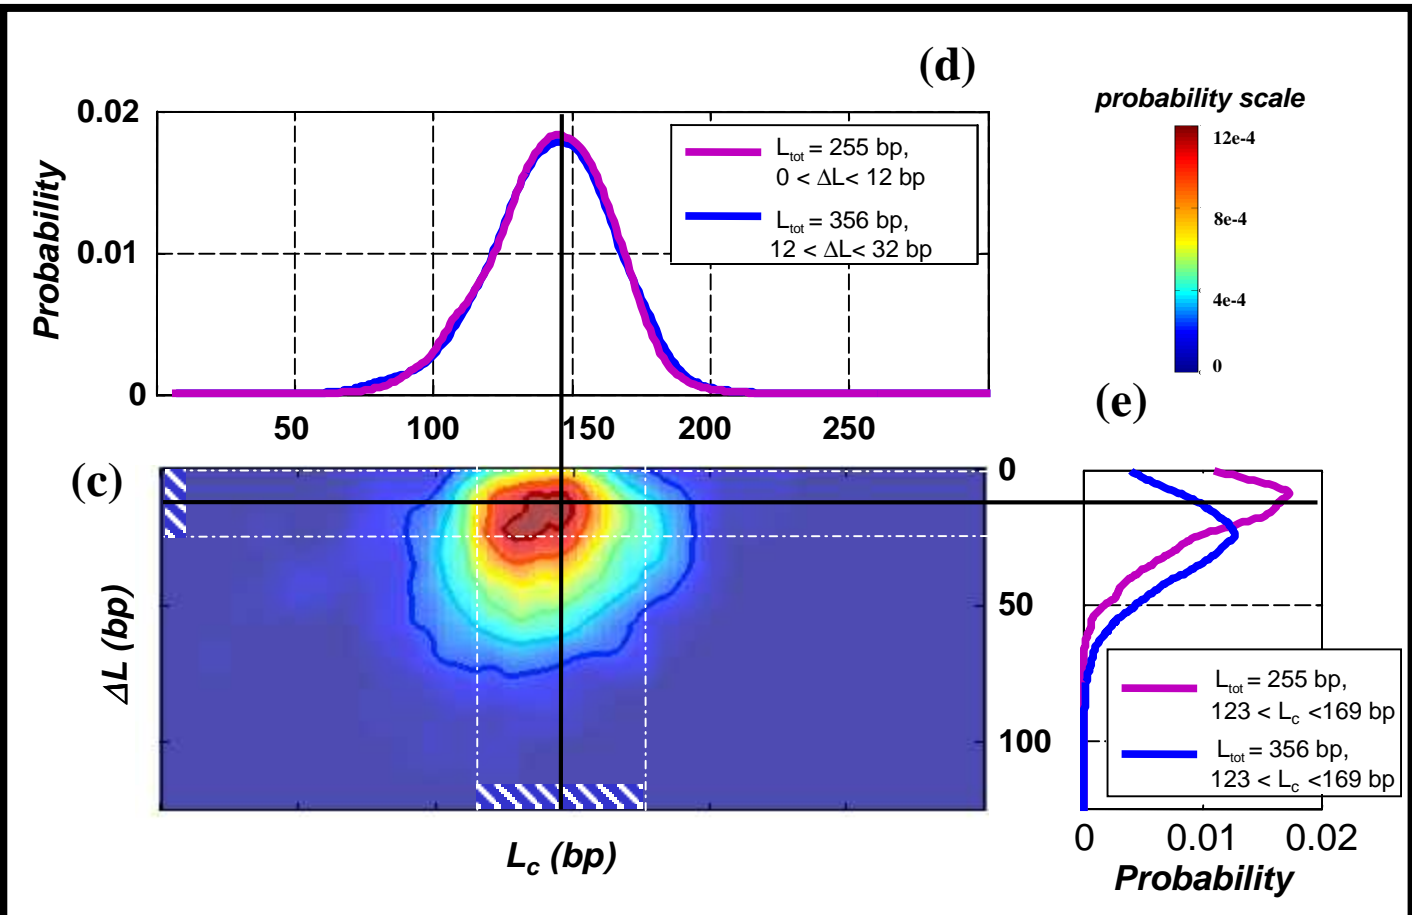 (d)
probability scale
12e-4
8e-4
4e-4
0
Probability
0.02
0.01
0
L_tot = 255 bp,
0 < ΔL< 12 bp
L_tot = 356 bp,
12 < ΔL< 32 bp
50 100 150 200 250
(e)
(c)
ΔL (bp)
0
50
100
L_c (bp)
L_tot = 255 bp,
123 < L_c <169 bp
L_tot = 356 bp,
123 < L_c <169 bp
0 0.01 0.02
Probability